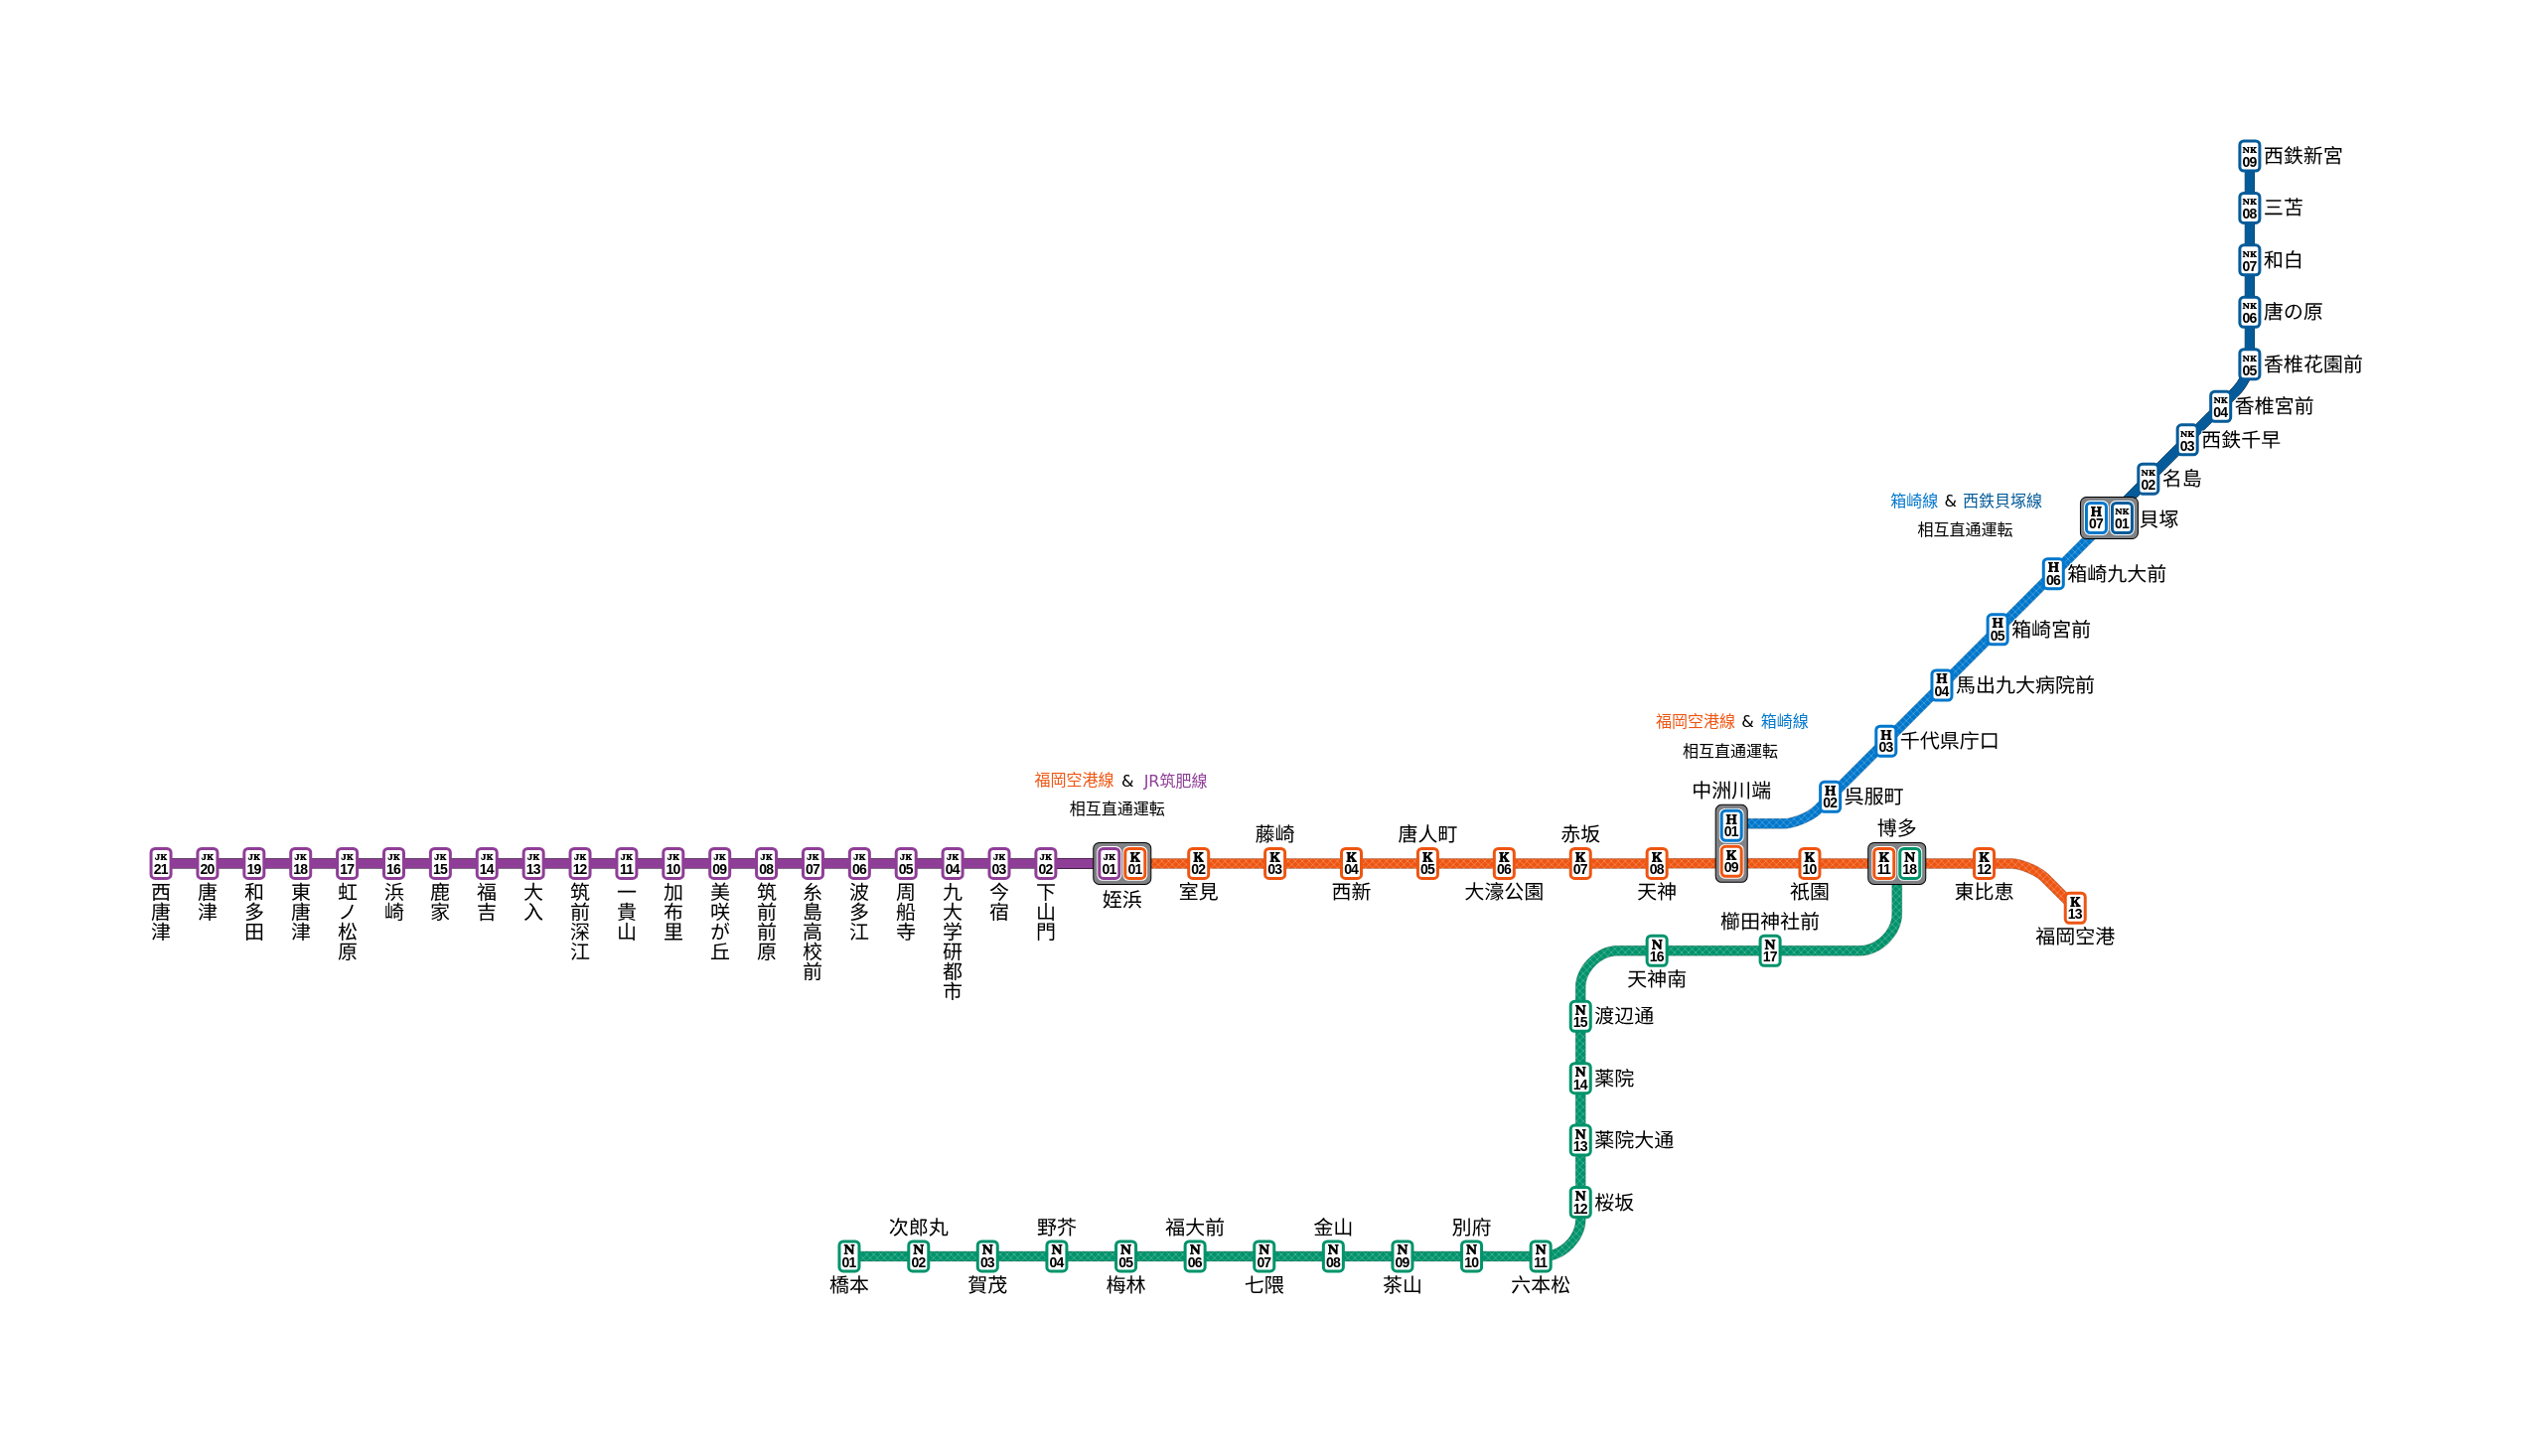 NK 09 西鉄新宮
NK 08 三苫
NK 07 和白
NK 06 唐の原
NK 05 香椎花園前
NK 04 香椎宮前
NK 03 西鉄千早
NK 02 名島
箱崎線 & 西鉄貝塚線
相互直通運転
H 07 NK 01 貝塚
H 06 箱崎九大前
H 05 箱崎宮前
H 04 馬出九大病院前
H 03 千代県庁口
H 02 呉服町
福岡空港線 & 箱崎線
相互直通運転
中洲川端
H 01
K 09
福岡空港線 & JR筑肥線
相互直通運転
JK 21 西唐津
JK 20 唐津
JK 19 和多田
JK 18 東唐津
JK 17 虹ノ松原
JK 16 浜崎
JK 15 鹿家
JK 14 福吉
JK 13 大入
JK 12 筑前深江
JK 11 一貴山
JK 10 加布里
JK 09 美咲が丘
JK 08 筑前前原
JK 07 糸島高校前
JK 06 波多江
JK 05 周船寺
JK 04 九大学研都市
JK 03 今宿
JK 02 下山門
JK 01 K 01 姪浜
K 02 室見
K 03 藤崎
K 04 西新
K 05 唐人町
K 06 大濠公園
K 07 赤坂
K 08 天神
K 10 祇園
博多
K 11 N 18
K 12 東比恵
K 13 福岡空港
櫛田神社前
N 17
N 16 天神南
N 15 渡辺通
N 14 薬院
N 13 薬院大通
N 12 桜坂
N 01 橋本
N 02 次郎丸
N 03 賀茂
N 04 野芥
N 05 梅林
N 06 福大前
N 07 七隈
N 08 金山
N 09 茶山
N 10 別府
N 11 六本松